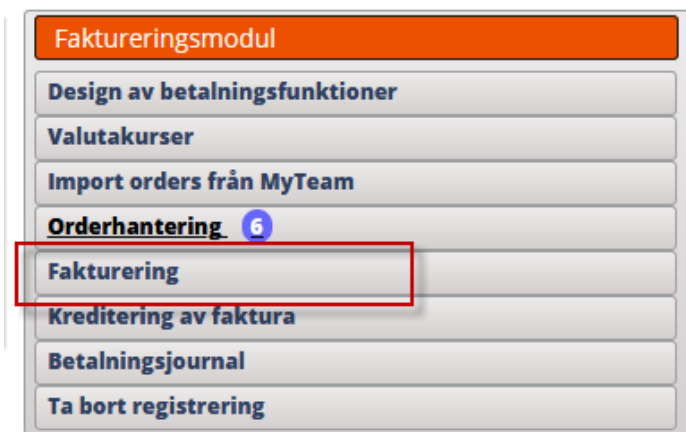 Faktureringsmodul
Design av betalningsfunktioner
Valutakurser
Import orders från MyTeam
Orderhantering 6
Fakturering
Kreditering av faktura
Betalningsjournal
Ta bort registrering